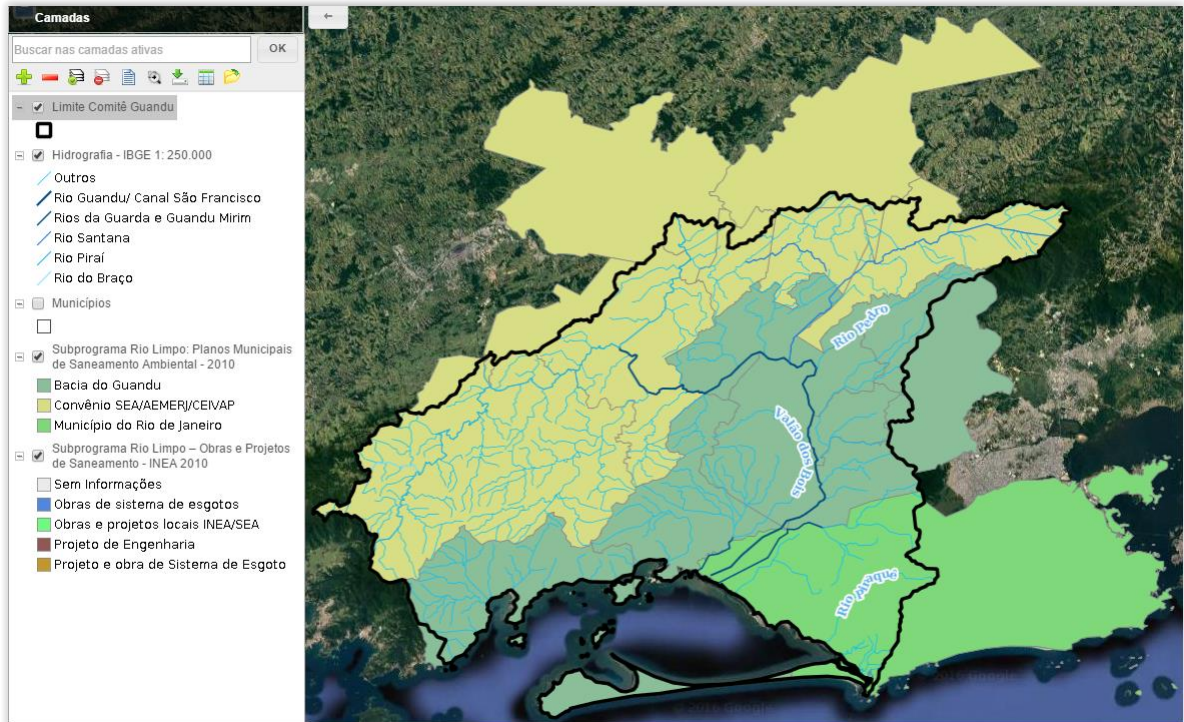 Camadas
←
Buscar nas camadas ativas
OK
Limite Comitê Guandu
Hidrografia - IBGE 1: 250.000
Outros
Rio Guandu/ Canal São Francisco
Rios da Guarda e Guandu Mirim
Rio Santana
Rio Piraí
Rio do Braço
Municípios
Subprograma Rio Limpo: Planos Municipais
de Saneamento Ambiental - 2010
Bacia do Guandu
Convênio SEA/AEMERJ/CEIVAP
Município do Rio de Janeiro
Subprograma Rio Limpo – Obras e Projetos
de Saneamento - INEA 2010
Sem Informações
Obras de sistema de esgotos
Obras e projetos locais INEA/SEA
Projeto de Engenharia
Projeto e obra de Sistema de Esgoto
Rio Pedro
Valão dos Bois
Rio Piraquê
© 2016 Google